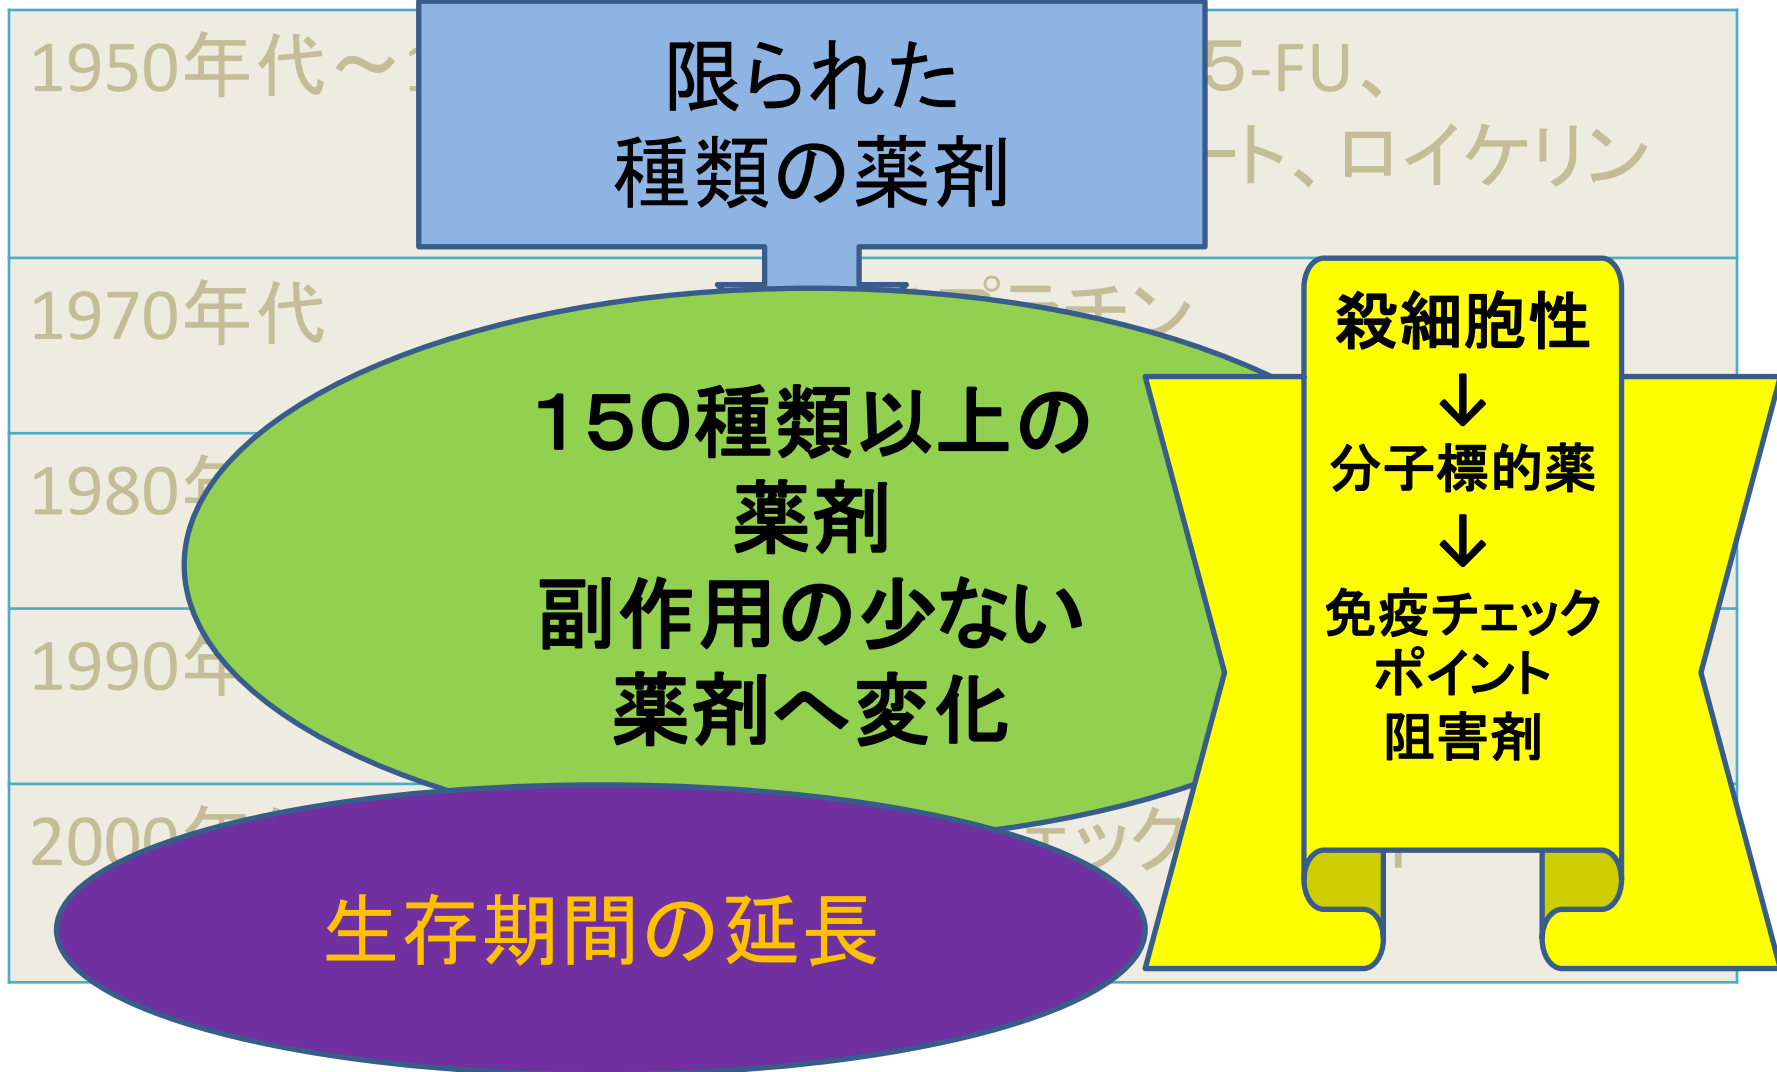 限られた
種類の薬剤
1950年代～
5-FU、
ート、ロイケリン
1970年代
プラチン
1980年
1990年
2000年
ェック
150種類以上の
薬剤
副作用の少ない
薬剤へ変化
殺細胞性
↓
分子標的薬
↓
免疫チェック
ポイント
阻害剤
生存期間の延長